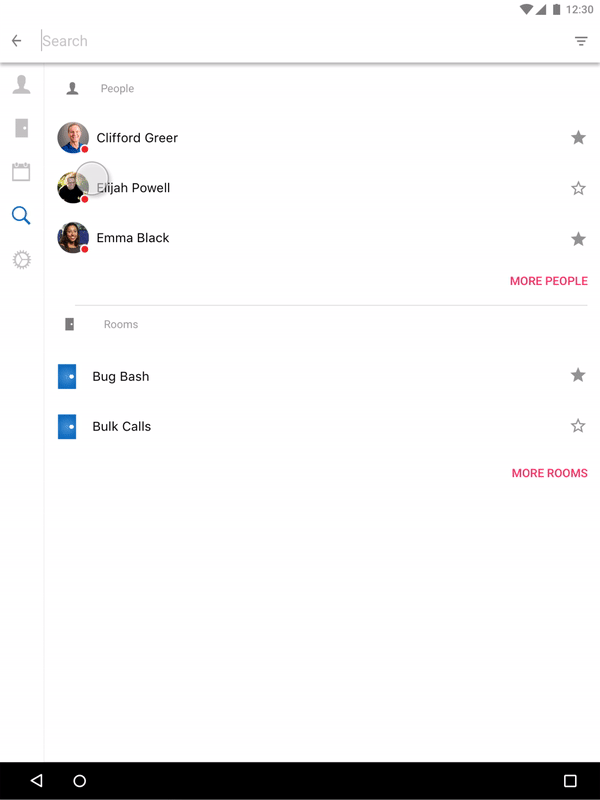 12:30
Search
People
Clifford Greer
Elijah Powell
Emma Black
MORE PEOPLE
Rooms
Bug Bash
Bulk Calls
MORE ROOMS